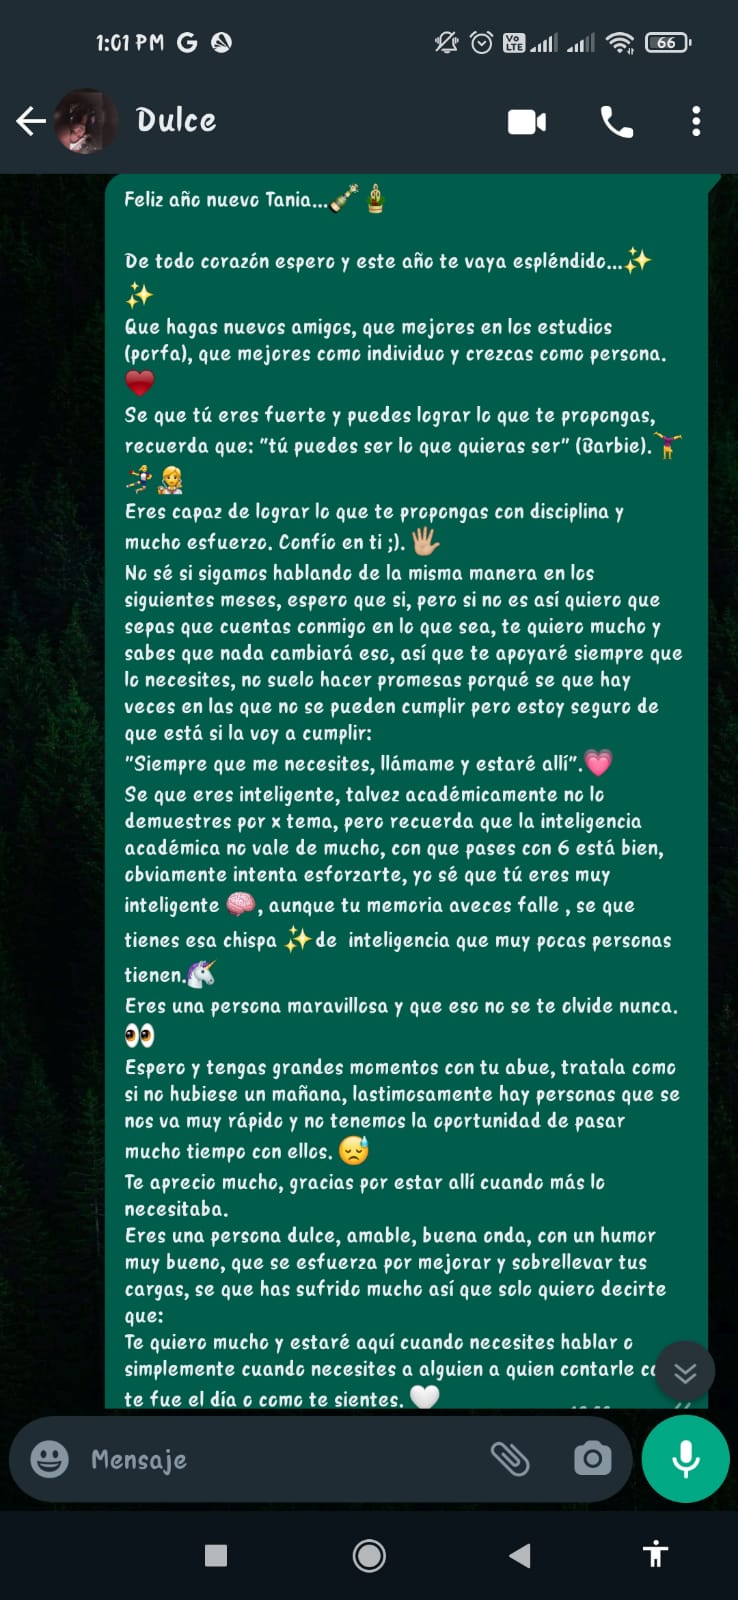 1:01 PM
Vo LTE
66
Dulce
Feliz año nuevo Tania...🍾🎍
De todo corazón espero y este año te vaya espléndido...✨
✨
Que hagas nuevos amigos, que mejores en los estudios
(porfa), que mejores como individuo y crezcas como persona.
♥️
Se que tú eres fuerte y puedes lograr lo que te propongas,
recuerda que: "tú puedes ser lo que quieras ser" (Barbie).
Eres capaz de lograr lo que te propongas con disciplina y
mucho esfuerzo. Confío en ti ;). 🖐🏼
No sé si sigamos hablando de la misma manera en los
siguientes meses, espero que si, pero si no es así quiero que
sepas que cuentas conmigo en lo que sea, te quiero mucho y
sabes que nada cambiará eso, así que te apoyaré siempre que
lo necesites, no suelo hacer promesas porqué se que hay
veces en las que no se pueden cumplir pero estoy seguro de
que está si la voy a cumplir:
"Siempre que me necesites, llámame y estaré allí".💗
Se que eres inteligente, talvez académicamente no lo
demuestres por x tema, pero recuerda que la inteligencia
académica no vale de mucho, con que pases con 6 está bien,
obviamente intenta esforzarte, yo sé que tú eres muy
inteligente 🧠, aunque tu memoria aveces falle , se que
tienes esa chispa ✨de  inteligencia que muy pocas personas
tienen.🦄
Eres una persona maravillosa y que eso no se te olvide nunca.
👀
Espero y tengas grandes momentos con tu abue, tratala como
si no hubiese un mañana, lastimosamente hay personas que se
nos va muy rápido y no tenemos la oportunidad de pasar
mucho tiempo con ellos. 😓
Te aprecio mucho, gracias por estar allí cuando más lo
necesitaba.
Eres una persona dulce, amable, buena onda, con un humor
muy bueno, que se esfuerza por mejorar y sobrellevar tus
cargas, se que has sufrido mucho así que solo quiero decirte
que:
Te quiero mucho y estaré aquí cuando necesites hablar o
simplemente cuando necesites a alguien a quien contarle
te fue el día o como te sientes. 🤍
Mensaje